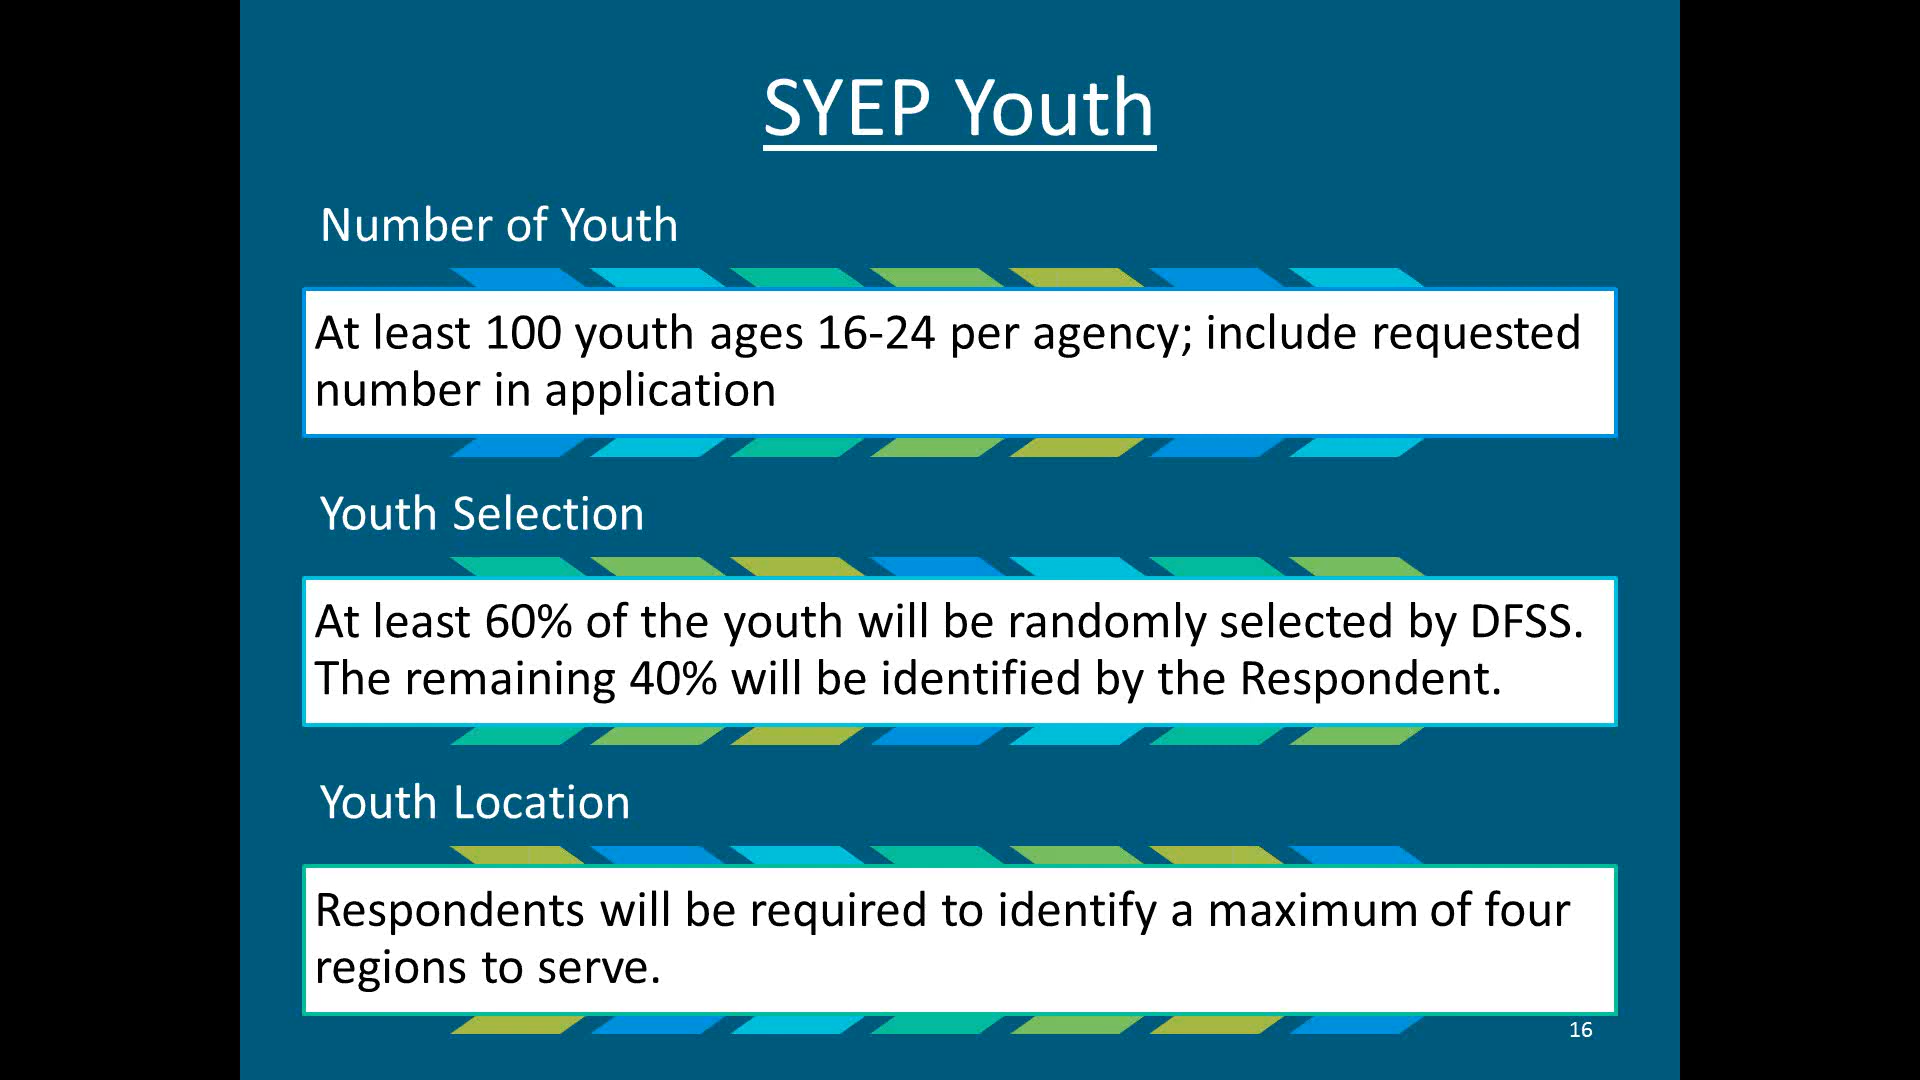 SYEP Youth
Number of Youth
At least 100 youth ages 16-24 per agency; include requested
number in application
Youth Selection
At least 60% of the youth will be randomly selected by DFSS.
The remaining 40% will be identified by the Respondent.
Youth Location
Respondents will be required to identify a maximum of four
regions to serve.
16